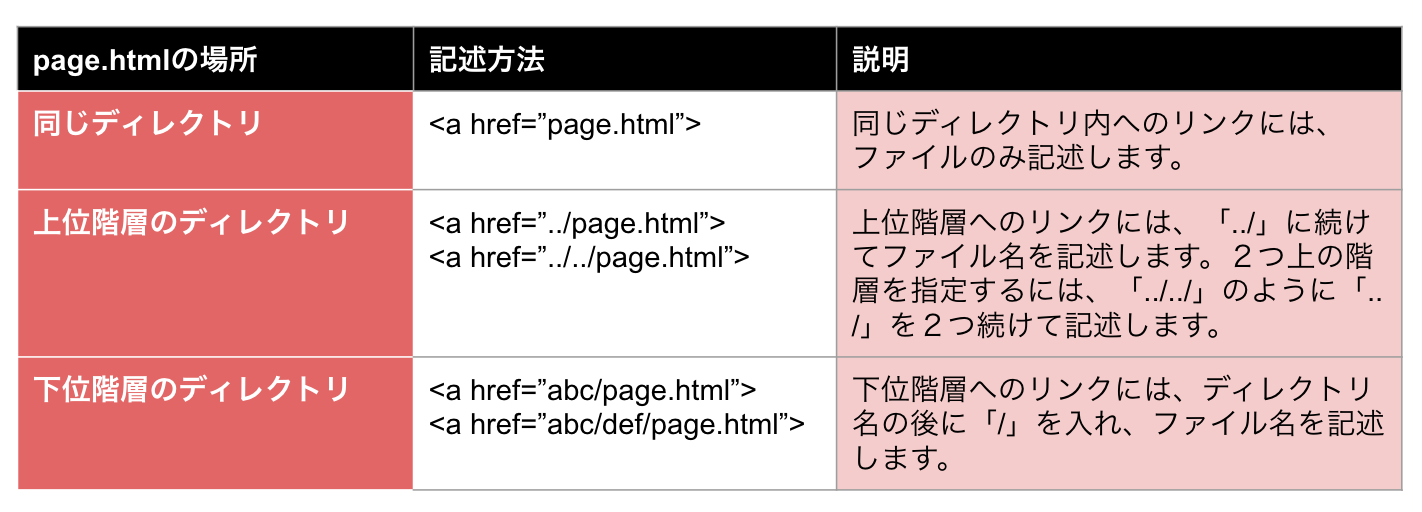 page.htmlの場所
記述方法
説明
同じディレクトリ
<a href=”page.html”>
同じディレクトリ内へのリンクには、
ファイルのみ記述します。
上位階層のディレクトリ
<a href=”../page.html”>
<a href=”../../page.html”>
上位階層へのリンクには、「../」に続け
てファイル名を記述します。２つ上の階
層を指定するには、「../../」のように「..
/」を２つ続けて記述します。
下位階層のディレクトリ
<a href=”abc/page.html”>
<a href=”abc/def/page.html”>
下位階層へのリンクには、ディレクトリ
名の後に「/」を入れ、ファイル名を記述
します。